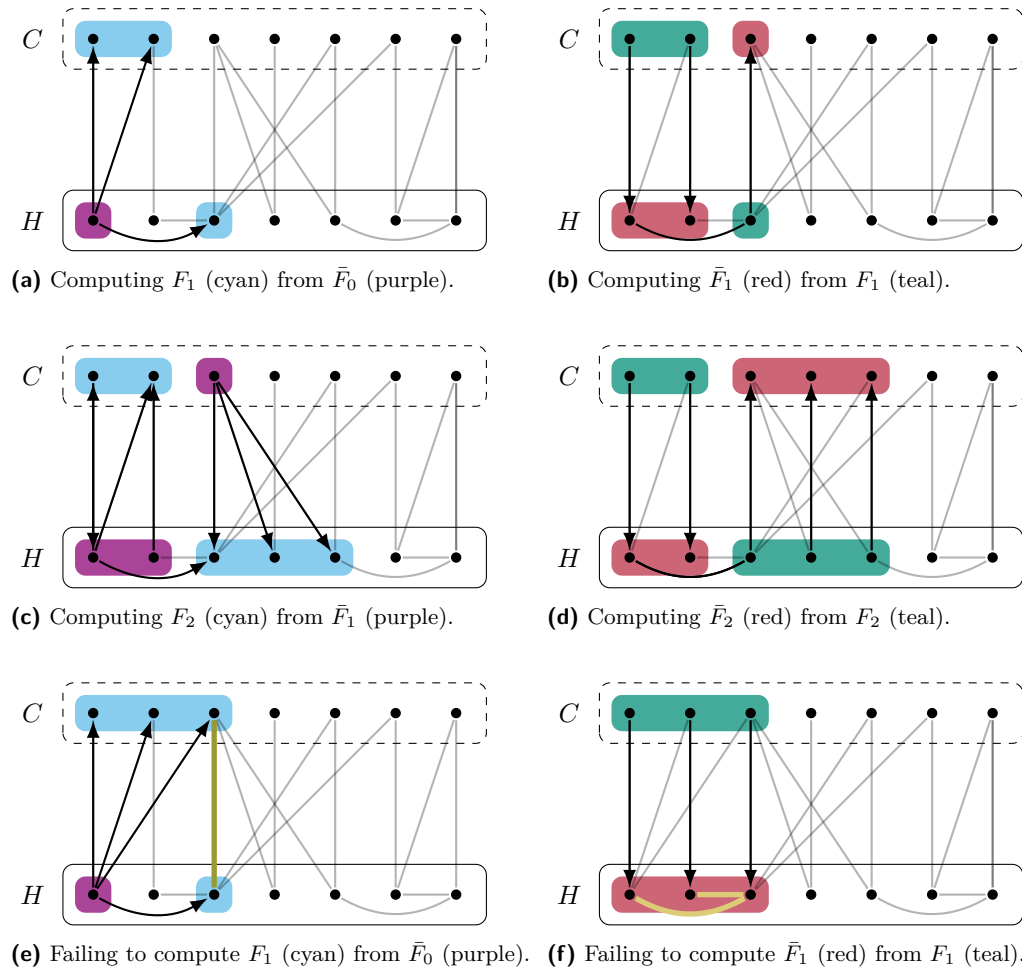 C
H
(a) Computing F₁ (cyan) from F̄₀ (purple).
C
H
(b) Computing F̄₁ (red) from F₁ (teal).
C
H
(c) Computing F₂ (cyan) from F̄₁ (purple).
C
H
(d) Computing F̄₂ (red) from F₂ (teal).
C
H
(e) Failing to compute F₁ (cyan) from F̄₀ (purple).
C
H
(f) Failing to compute F̄₁ (red) from F₁ (teal).